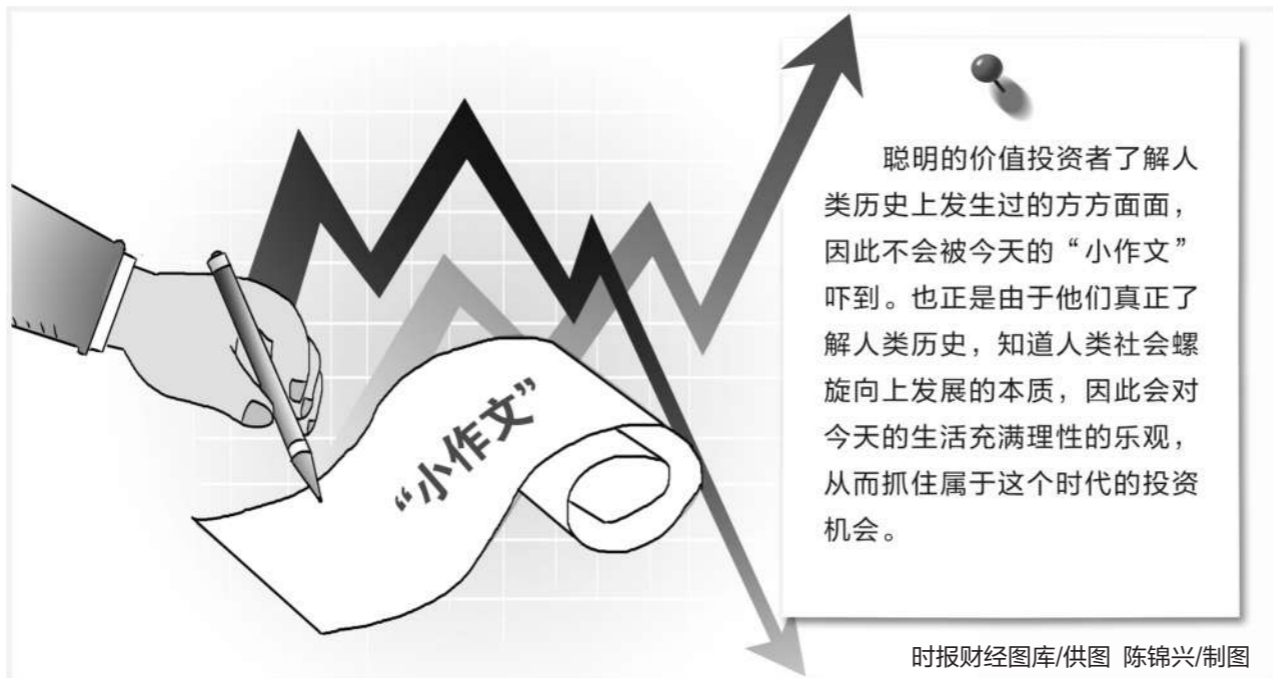 “小作文”
聪明的价值投资者了解人
类历史上发生过的方方面面，
因此不会被今天的“小作文”
吓到。也正是由于他们真正了
解人类历史，知道人类社会螺
旋向上发展的本质，因此会对
今天的生活充满理性的乐观，
从而抓住属于这个时代的投资
机会。
时报财经图库/供图 陈锦兴/制图